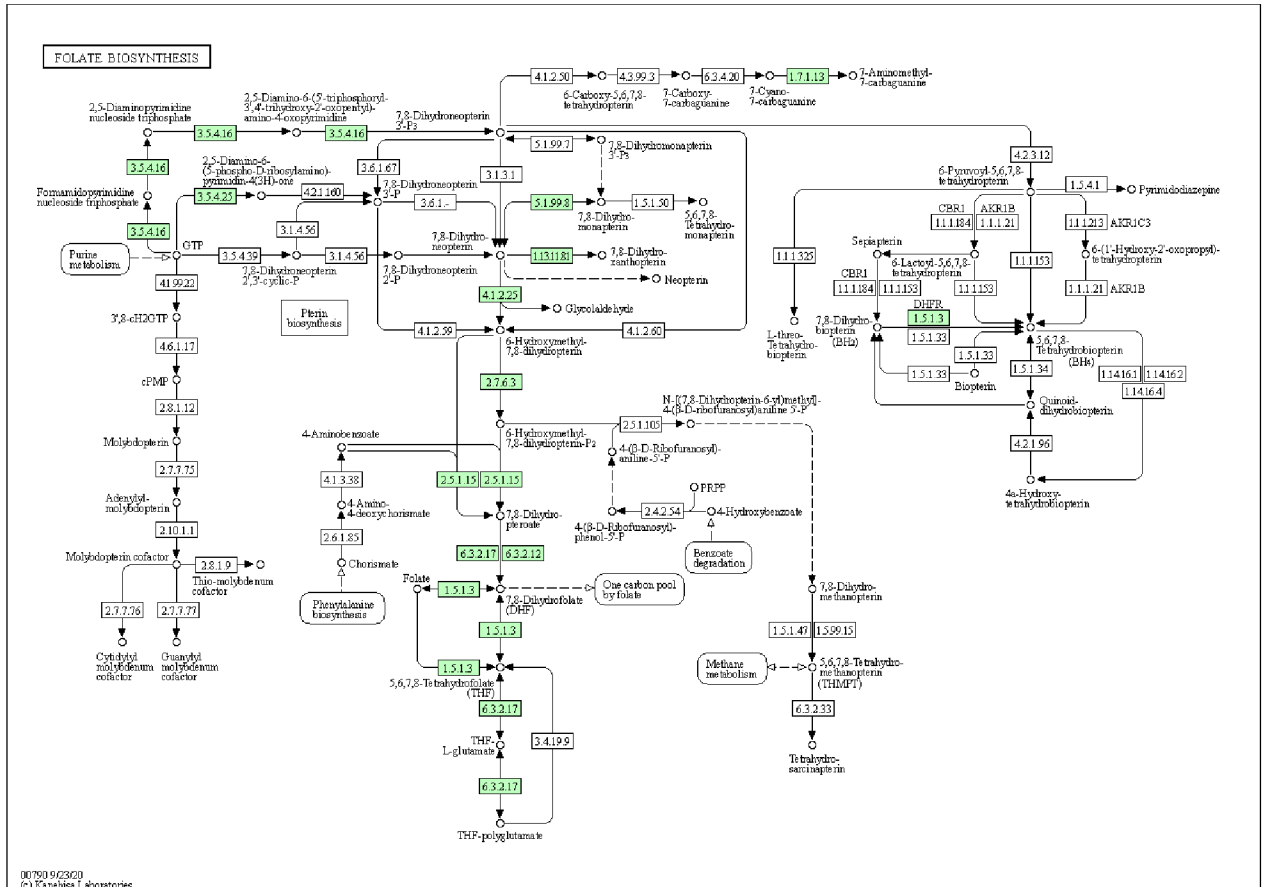 FOLATE BIOSYNTHESIS
4.1.2.50
4.3.99.3
6.3.4.20
1.7.1.13
7-Aminomethyl-
7-carbaguanine
6-Carboxy-5,6,7,8-
tetrahydropterin
7-Carboxy-
7-carbaguanine
7-Cyano-
7-carbaguanine
2,5-Diaminopyrimidine
nucleoside triphosphate
2,5-Diamino-6-(5'-triphosphoryl-
3',4'-trihydroxy-2'-oxopentyl)-
amino-4-oxopyrimidine
7,8-Dihydroneopterin
3'-P3
3.5.4.16
3.5.4.16
5.1.99.7
7,8-Dihydromonapterin
3'-P3
3.5.4.16
2,5-Diamino-6-
(5-phospho-D-ribosylamino)-
pyrimidin-4(3H)-one
3.6.1.67
3.1.3.1
4.2.3.12
6-Pyruvoyl-5,6,7,8-
tetrahydropterin
1.5.4.1
Pyrimidodiazepine
Formamidopyrimidine
nucleoside triphosphate
3.5.4.25
4.2.1.160
7,8-Dihydroneopterin
3'-P
3.6.1.-
5.1.99.8
7,8-Dihydro-
monapterin
1.5.1.50
5,6,7,8-
Tetrahydro-
monapterin
CBR1
AKR1B
1.1.1.184
1.1.1.21
1.1.1.213
AKR1C3
3.5.4.16
3.1.4.56
GTP
Purine
metabolism
3.5.4.39
7,8-Dihydroneopterin
2',3'-cyclic-P
3.1.4.56
7,8-Dihydroneopterin
2'-P
7,8-Dihydro-
neopterin
1.13.11.81
7,8-Dihydro-
xanthopterin
Neopterin
1.1.1.325
Sepiapterin
6-Lactoyl-5,6,7,8-
tetrahydropterin
1.1.1.153
6-(1'-Hydroxy-2'-oxopropyl)-
tetrahydropterin
CBR1
1.1.1.184
1.1.1.153
1.1.1.153
1.1.1.21
AKR1B
4.1.99.22
3',8-cH2GTP
Pterin
biosynthesis
4.1.2.25
Glycolaldehyde
4.1.2.59
4.1.2.60
6-Hydroxymethyl-
7,8-dihydropterin
L-threo-
Tetrahydro-
biopterin
7,8-Dihydro-
biopterin
(BH2)
DHFR
1.5.1.3
1.5.1.33
5,6,7,8-
Tetrahydrobiopterin
(BH4)
1.5.1.33
1.5.1.33
Biopterin
1.5.1.34
1.14.16.1
1.14.16.2
1.14.16.4
Quinoid-
dihydrobiopterin
4.2.1.96
4a-Hydroxy-
tetrahydrobiopterin
4.6.1.17
cPMP
2.8.1.12
Molybdopterin
2.7.7.75
Adenylyl-
molybdopterin
2.10.1.1
Molybdopterin cofactor
2.8.1.9
Thio-molybdenum
cofactor
2.7.7.76
2.7.7.77
Cytidylyl
molybdenum
cofactor
Guanylyl
molybdenum
cofactor
2.7.6.3
6-Hydroxymethyl-
7,8-dihydropterin-P2
N-[(7,8-Dihydropterin-6-yl)methyl]-
4-(β-D-ribofuranosyl)aniline 5'-P
2.5.1.105
4-(β-D-Ribofuranosyl)-
aniline-5'-P
4-Aminobenzoate
4.1.3.38
4-Amino-
4-deoxychorismate
2.6.1.85
Chorismate
Phenylalanine
biosynthesis
2.5.1.15
2.5.1.15
7,8-Dihydro-
pteroate
PRPP
2.4.2.54
4-Hydroxybenzoate
4-(β-D-Ribofuranosyl)-
phenol-5'-P
Benzoate
degradation
6.3.2.17
6.3.2.12
Folate
1.5.1.3
7,8-Dihydrofolate
(DHF)
One carbon pool
by folate
7,8-Dihydro-
methanopterin
1.5.1.3
1.5.1.47
1.5.99.15
1.5.1.3
5,6,7,8-Tetrahydrofolate
(THF)
Methane
metabolism
5,6,7,8-Tetrahydro-
methanopterin
(THMPT)
6.3.2.17
6.3.2.33
THF-
L-glutamate
3.4.19.9
Tetrahydro-
sarcinapterin
6.3.2.17
THF-polyglutamate
00790 9/23/20
(c) Kanehisa Laboratories